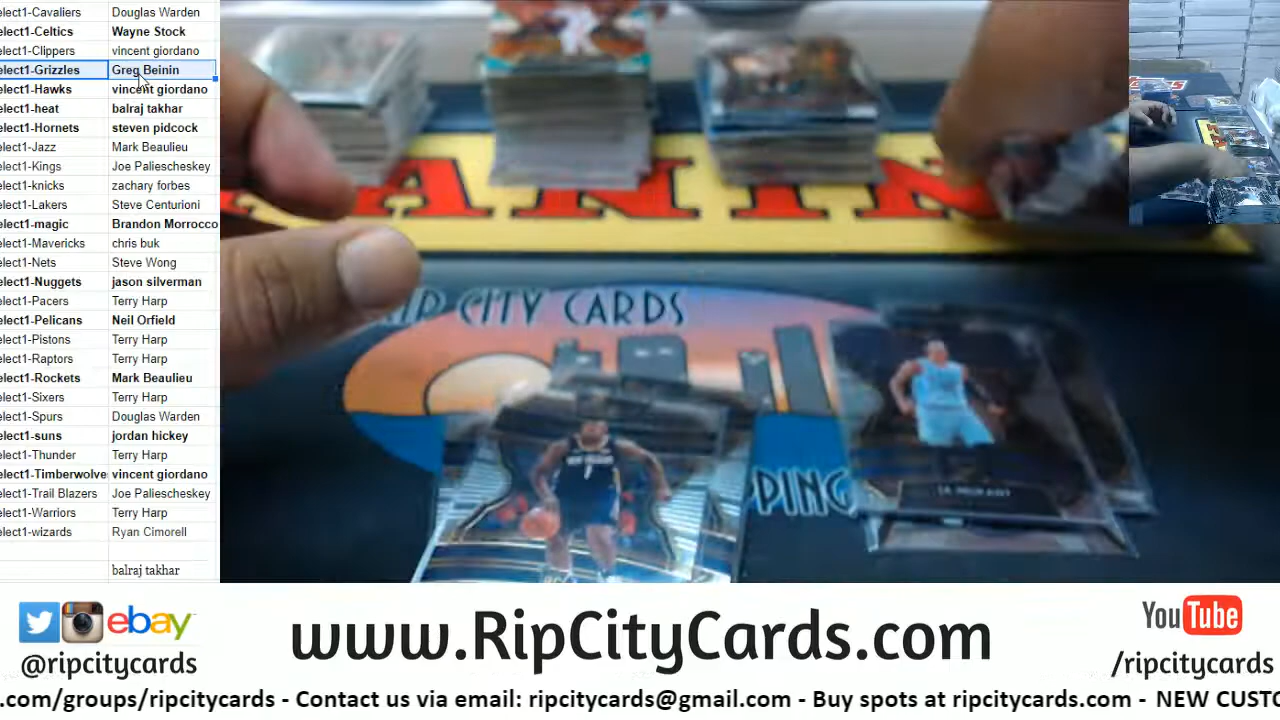 elect1-Cavaliers Douglas Warden
elect1-Celtics Wayne Stock
elect1-Clippers vincent giordano
elect1-Grizzles Greg Beinin
elect1-Hawks vincent giordano
elect1-heat balraj takhar
elect1-Hornets steven pidcock
elect1-Jazz Mark Beaulieu
elect1-Kings Joe Paliescheskey
elect1-knicks zachary forbes
elect1-Lakers Steve Centurioni
elect1-magic Brandon Morrocco
elect1-Mavericks chris buk
elect1-Nets Steve Wong
elect1-Nuggets jason silverman
elect1-Pacers Terry Harp
elect1-Pelicans Neil Orfield
elect1-Pistons Terry Harp
elect1-Raptors Terry Harp
elect1-Rockets Mark Beaulieu
elect1-Sixers Terry Harp
elect1-Spurs Douglas Warden
elect1-suns jordan hickey
elect1-Thunder Terry Harp
elect1-Timberwolve vincent giordano
elect1-Trail Blazers Joe Paliescheskey
elect1-Warriors Terry Harp
elect1-wizards Ryan Cimorell
balraj takhar
ANIN
RIP CITY CARDS
PPING
JA MORANT
ebay
@ripcitycards
www.RipCityCards.com
YouTube
/ripcitycards
.com/groups/ripcitycards - Contact us via email: ripcitycards@gmail.com - Buy spots at ripcitycards.com - NEW CUSTO